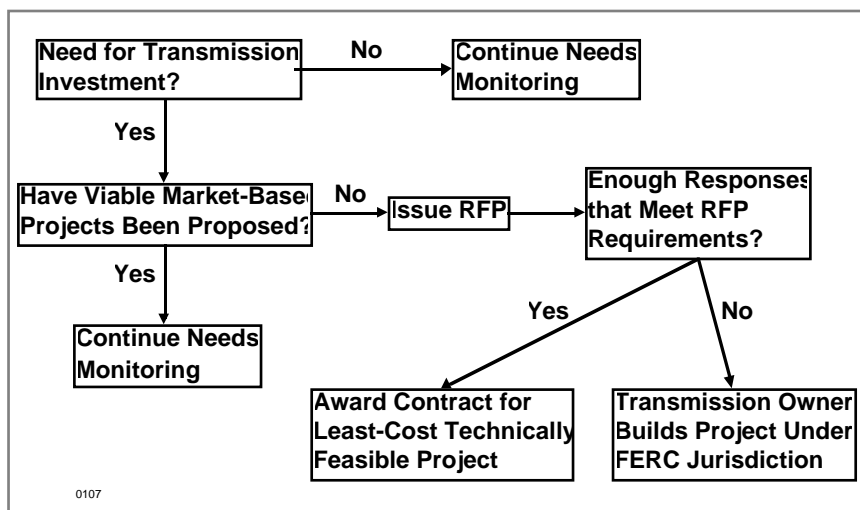 Need for Transmission
Investment?
No
Continue Needs
Monitoring
Yes
Have Viable Market-Base
Projects Been Proposed?
No
Issue RFP
Enough Responses
that Meet RFP
Requirements?
Yes
Continue Needs
Monitoring
Yes
No
Award Contract for
Least-Cost Technically
Feasible Project
Transmission Owner
Builds Project Under
FERC Jurisdiction
0107